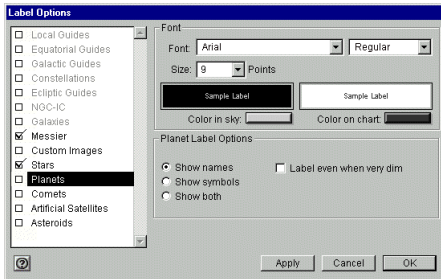 Label Options
Local Guides
Equatorial Guides
Galactic Guides
Constellations
Ecliptic Guides
NGC-IC
Galaxies
Messier
Custom Images
Stars
Planets
Comets
Artificial Satellites
Asteroids
Font
Font: Arial Regular
Size: 9 Points
Sample Label Sample Label
Color in sky: Color on chart:
Planet Label Options
Show names Label even when very dim
Show symbols
Show both
? Apply Cancel OK